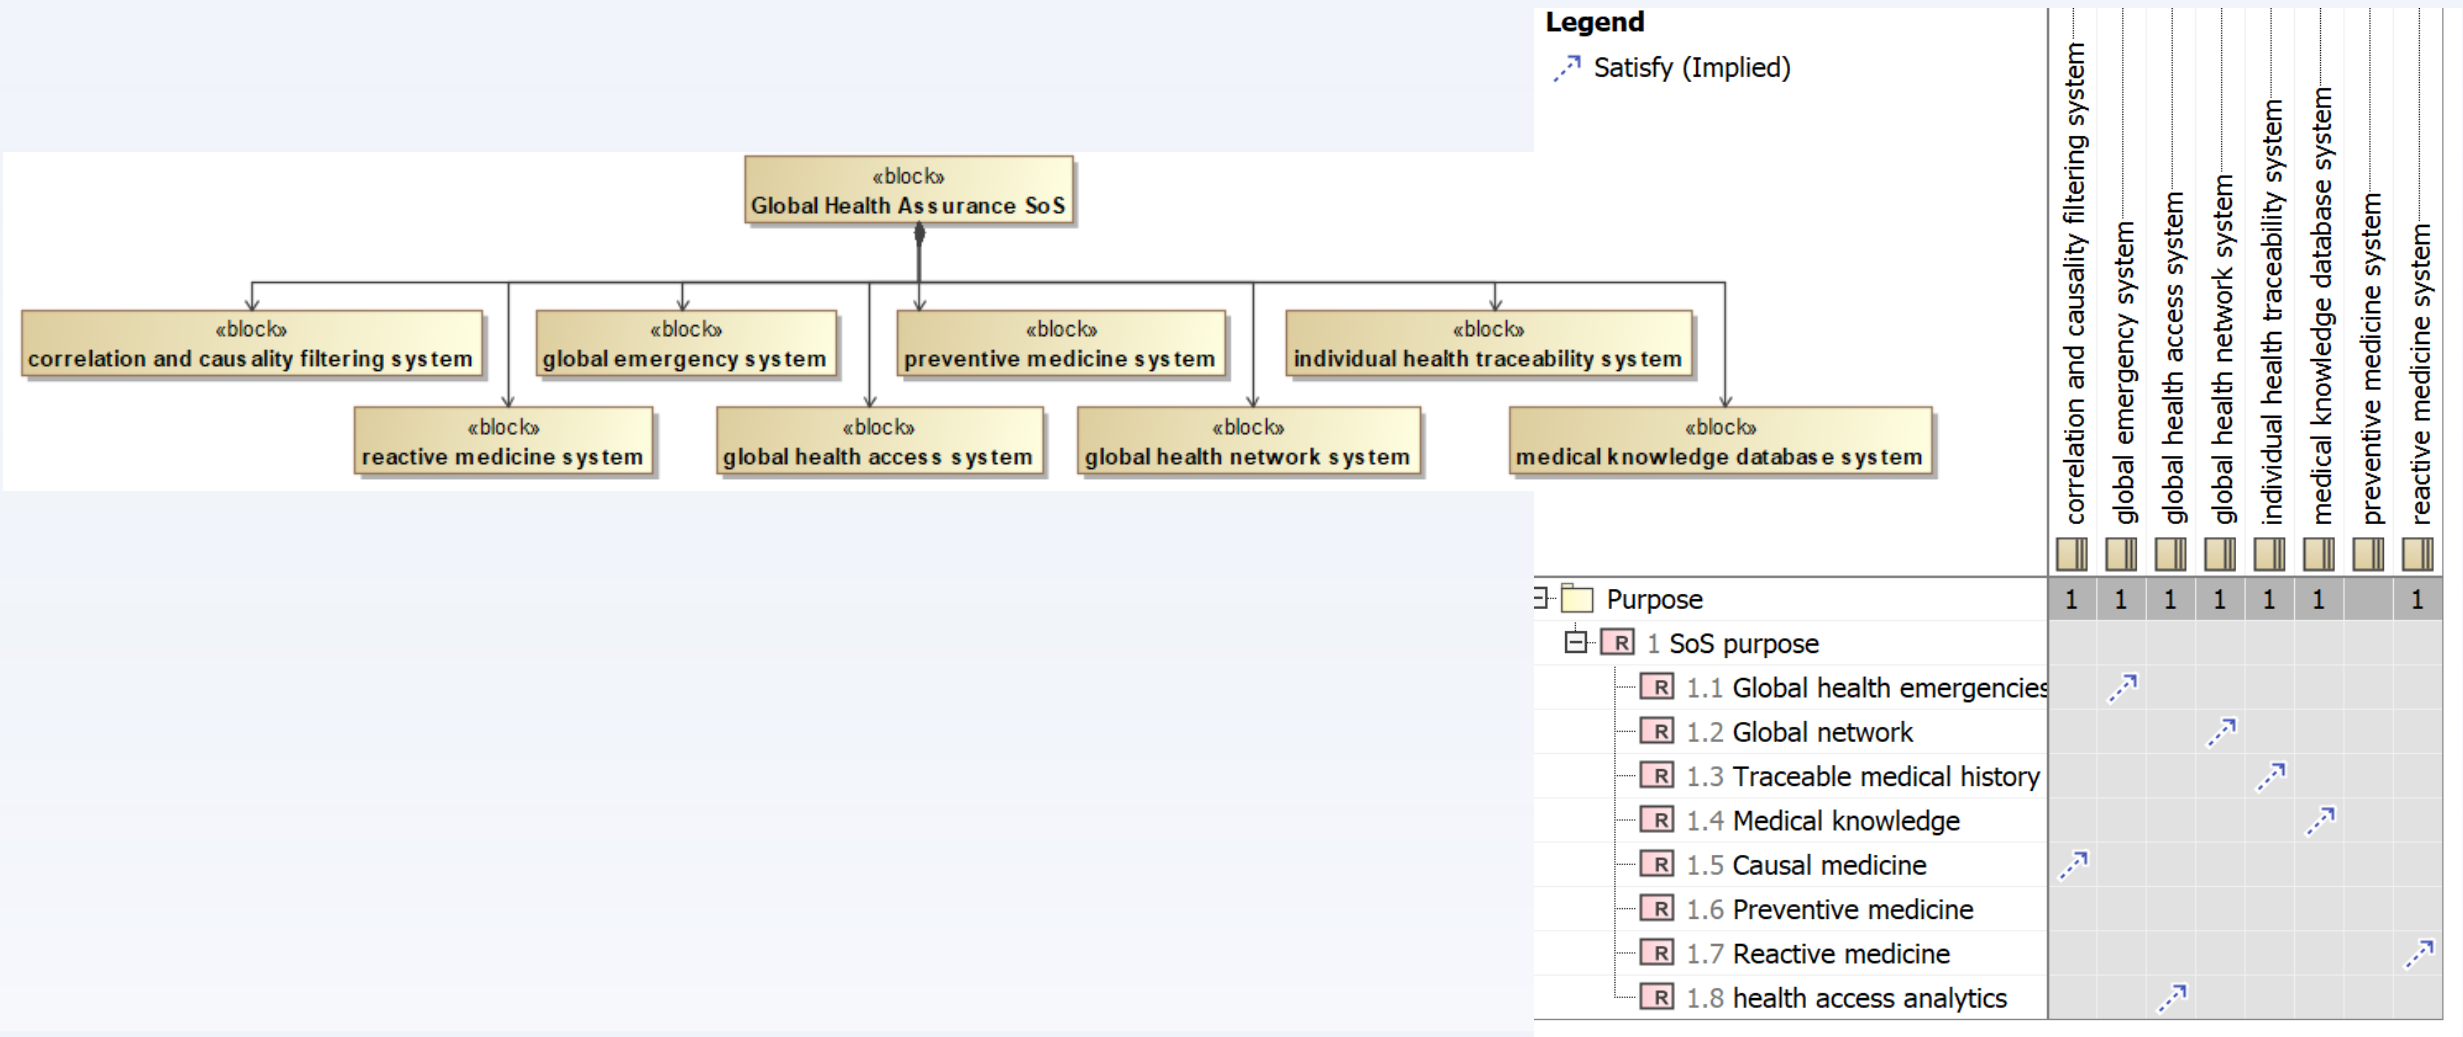 «block»
Global Health Assurance SoS
«block»
correlation and causality filtering system
«block»
global emergency system
«block»
preventive medicine system
«block»
individual health traceability system
«block»
reactive medicine system
«block»
global health access system
«block»
global health network system
«block»
medical knowledge database system
Legend
Satisfy (Implied)
correlation and causality filtering system
global emergency system
global health access system
global health network system
individual health traceability system
medical knowledge database system
preventive medicine system
reactive medicine system
Purpose 1 1 1 1 1 1 1
R 1 SoS purpose
R 1.1 Global health emergencies
R 1.2 Global network
R 1.3 Traceable medical history
R 1.4 Medical knowledge
R 1.5 Causal medicine
R 1.6 Preventive medicine
R 1.7 Reactive medicine
R 1.8 health access analytics